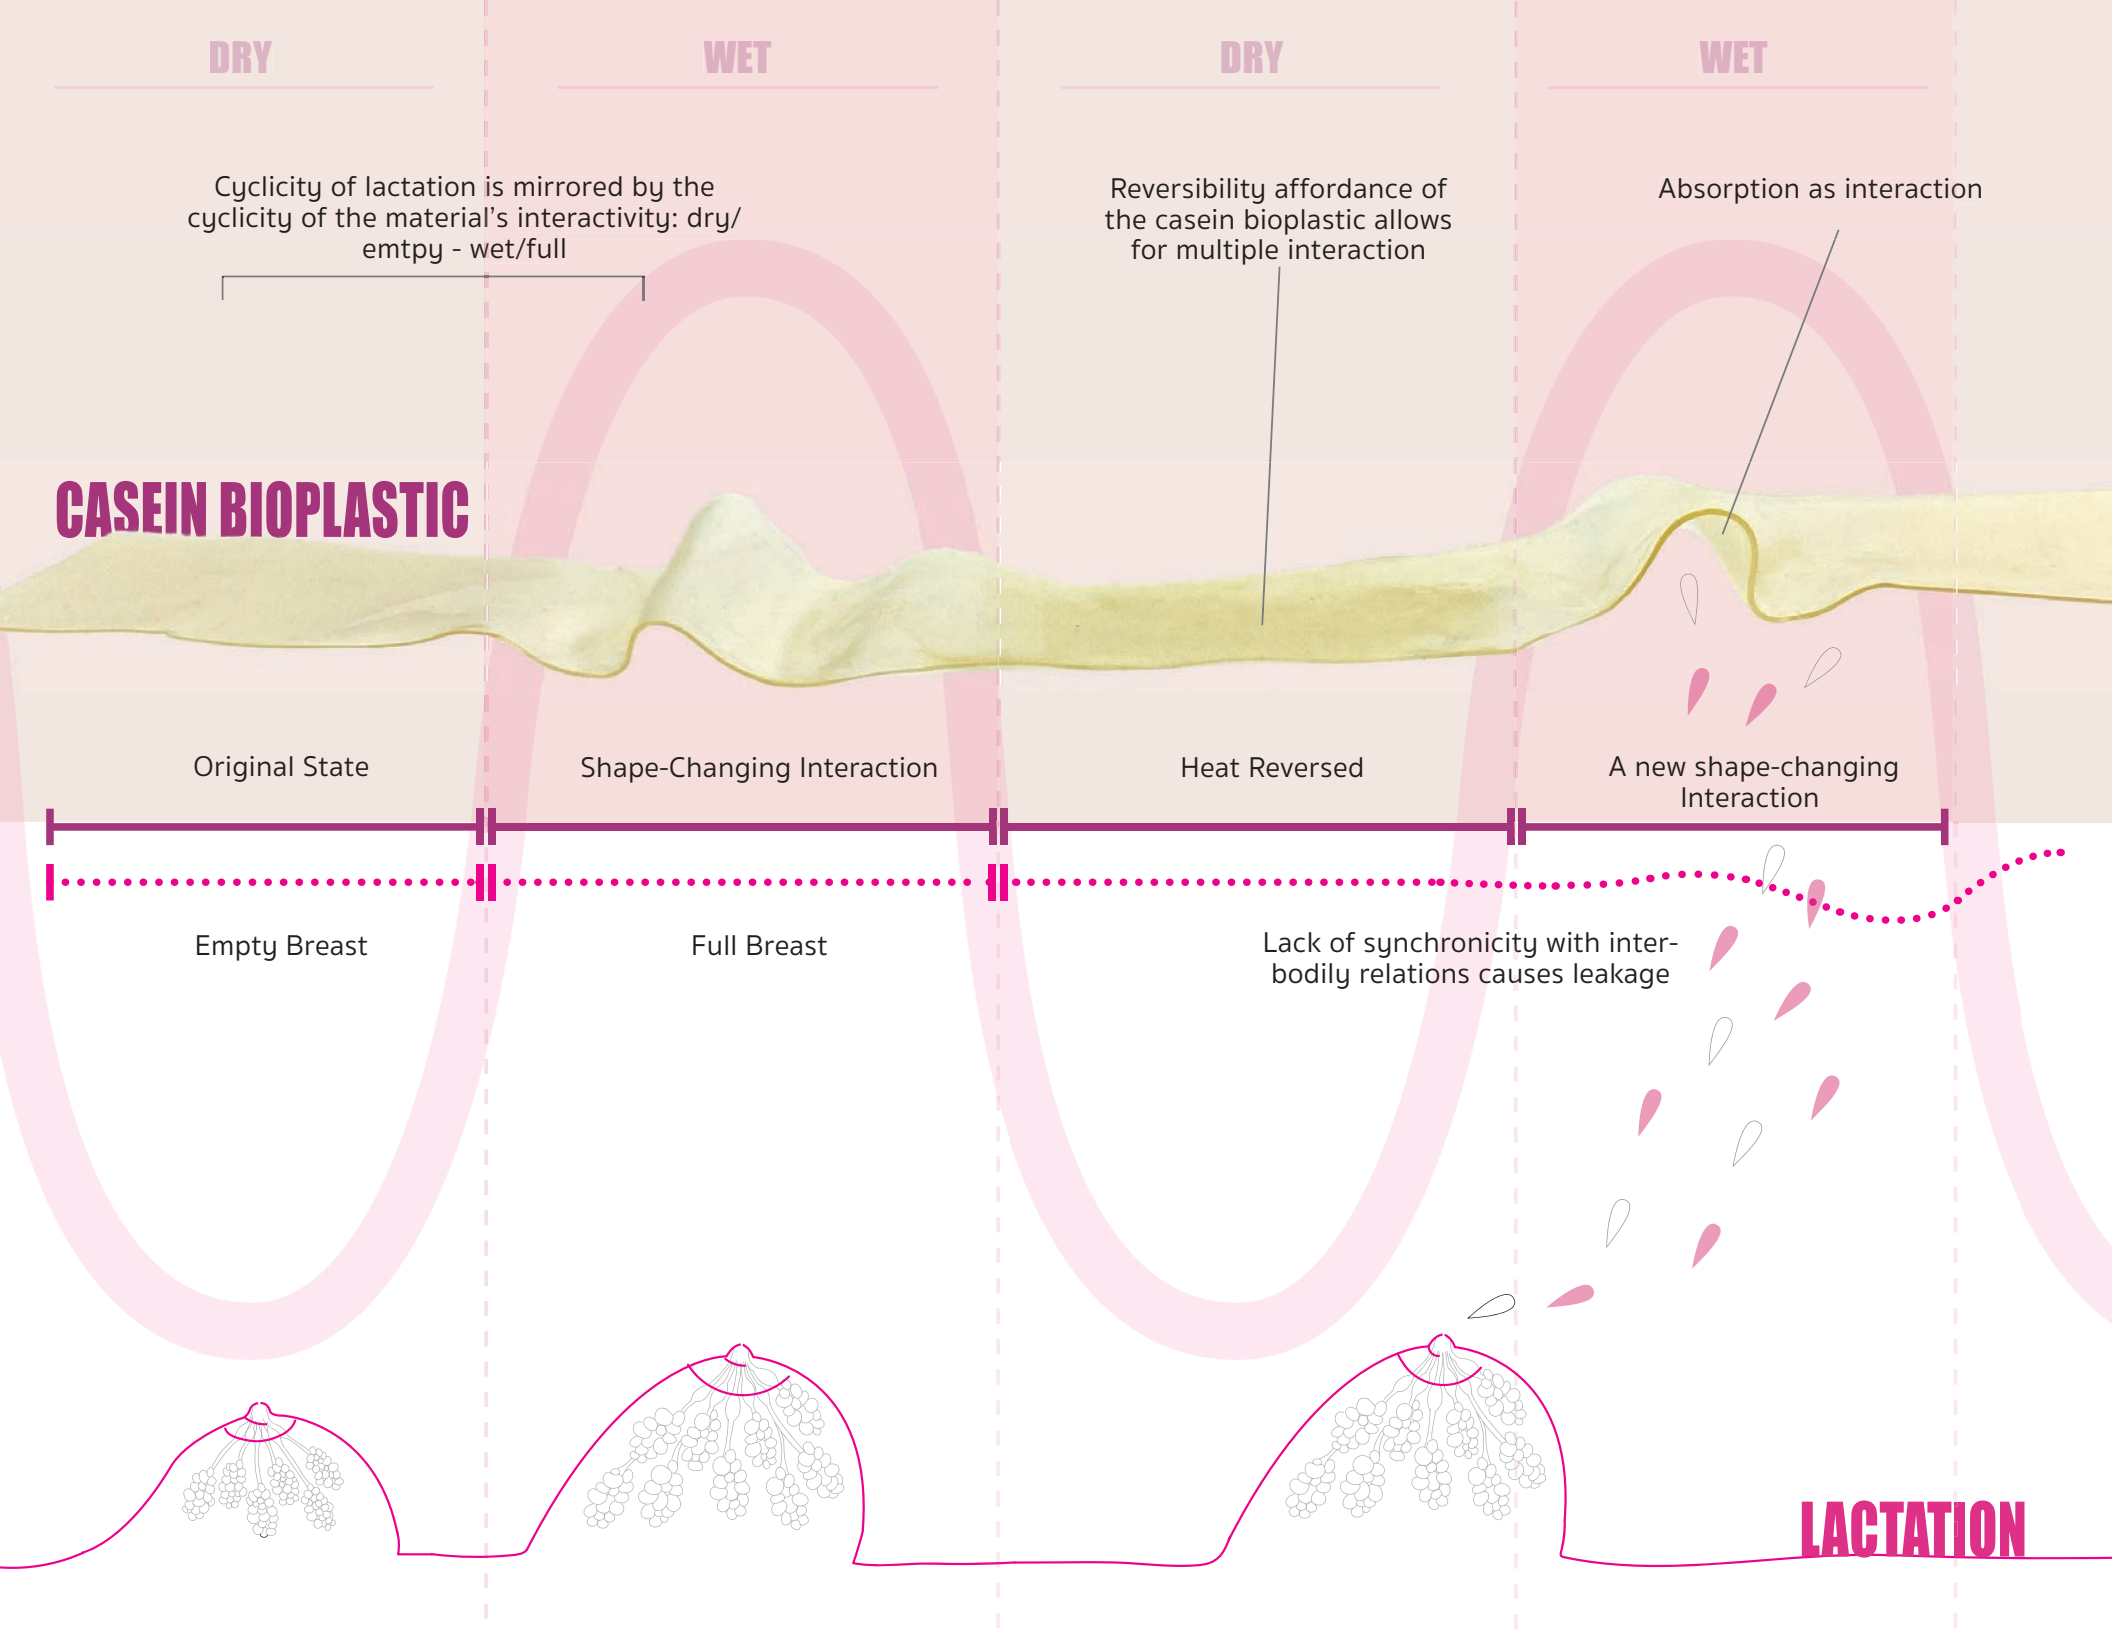 DRY
WET
DRY
WET
Cyclicity of lactation is mirrored by the
cyclicity of the material's interactivity: dry/
emtpy - wet/full
Reversibility affordance of
the casein bioplastic allows
for multiple interaction
Absorption as interaction
CASEIN BIOPLASTIC
Original State
Shape-Changing Interaction
Heat Reversed
A new shape-changing
Interaction
Empty Breast
Full Breast
Lack of synchronicity with inter-
bodily relations causes leakage
LACTATION